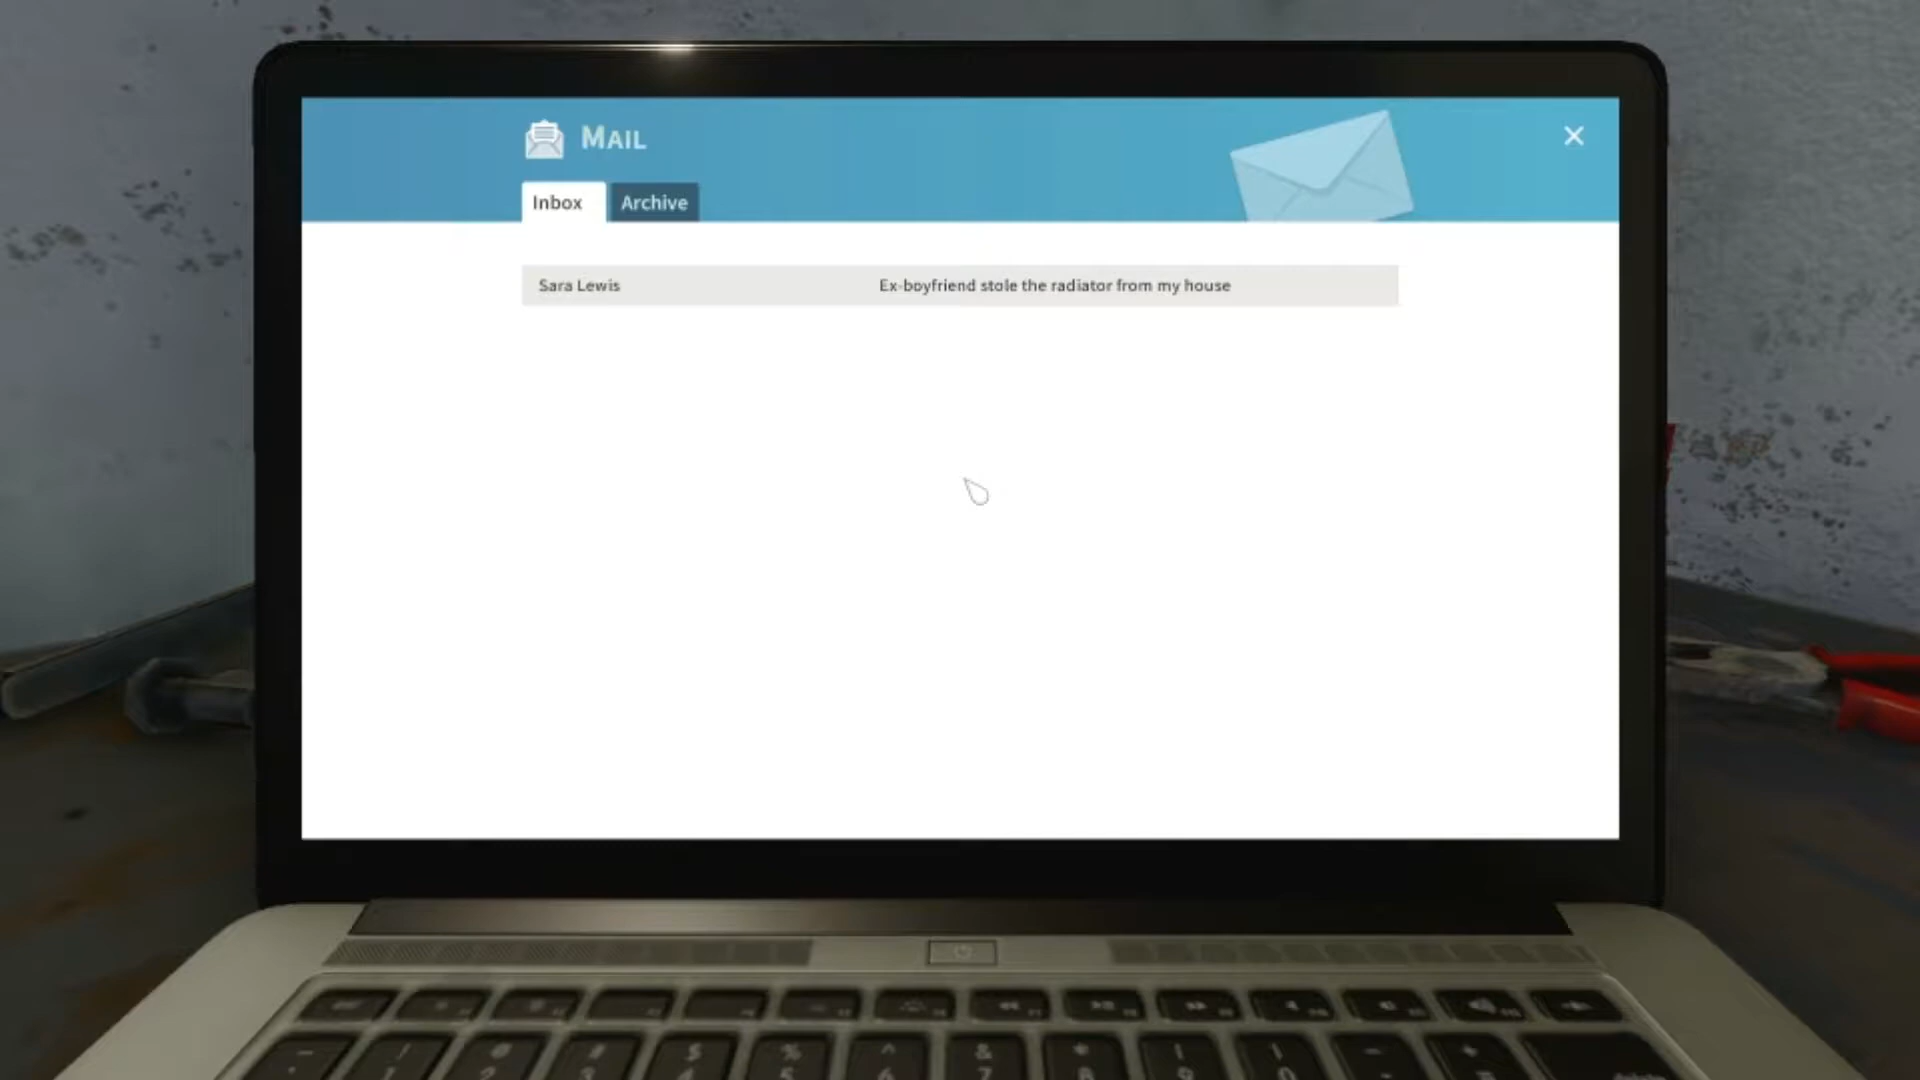 MAIL
Inbox Archive
Sara Lewis Ex-boyfriend stole the radiator from my house